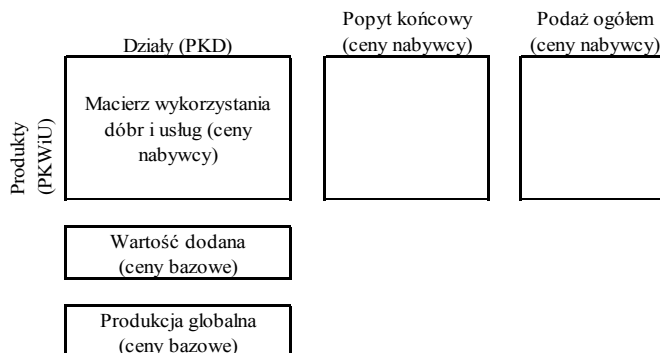 Działy (PKD)
Popyt końcowy
(ceny nabywcy)
Podaż ogółem
(ceny nabywcy)
Produkty
(PKWiU)
Macierz wykorzystania
dóbr i usług (ceny
nabywcy)
Wartość dodana
(ceny bazowe)
Produkcja globalna
(ceny bazowe)